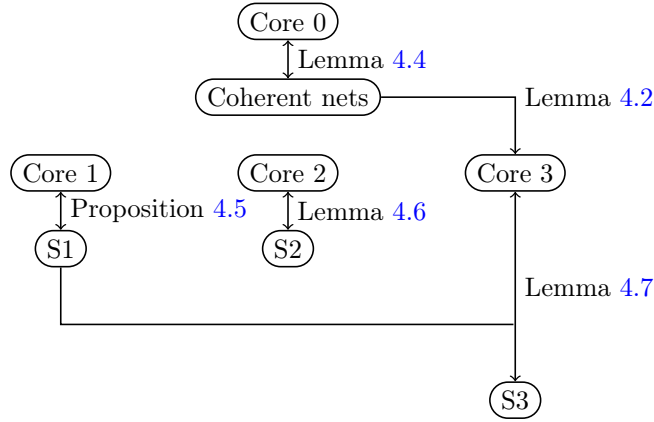 Core 0
Lemma 4.4
Coherent nets
Lemma 4.2
Core 1
Core 2
Core 3
Proposition 4.5
Lemma 4.6
S1
S2
Lemma 4.7
S3